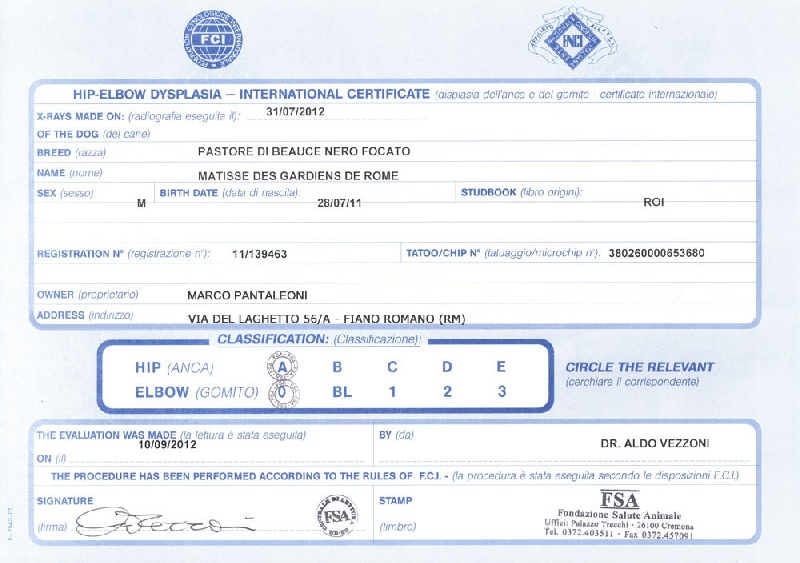 FCI
FNCI
HIP-ELBOW DYSPLASIA – INTERNATIONAL CERTIFICATE (displasia dell'anca e del gomito - certificato internazionale)
X-RAYS MADE ON: (radiografia eseguita il): 31/07/2012
OF THE DOG (del cane)
BREED (razza) PASTORE DI BEAUCE NERO FOCATO
NAME (nome) MATISSE DES GARDIENS DE ROME
SEX (sesso) M BIRTH DATE (data di nascita): 28/07/11 STUDBOOK (libro origini): ROI
REGISTRATION N° (registrazione n°): 11/139463 TATOO/CHIP N° (tatuaggio/microchip n°): 380260000653680
OWNER (proprietario) MARCO PANTALEONI
ADDRESS (indirizzo) VIA DEL LAGHETTO 56/A - FIANO ROMANO (RM)
CLASSIFICATION: (Classificazione):
HIP (ANCA) A B C D E
ELBOW (GOMITO) 0 BL 1 2 3
CIRCLE THE RELEVANT
(cerchiare il corrispondente)
THE EVALUATION WAS MADE (la lettura è stata eseguita)
ON (il) 10/09/2012
BY (da) DR. ALDO VEZZONI
THE PROCEDURE HAS BEEN PERFORMED ACCORDING TO THE RULES OF F.C.I. - (la procedura è stata eseguita secondo le disposizioni F.C.I.)
SIGNATURE
(firma)
FSA
STAMP
(timbro)
FSA
Fondazione Salute Animale
Uffici: Palazzo Trecchi - 26100 Cremona
Tel. 0372.403511 - Fax 0372.457091